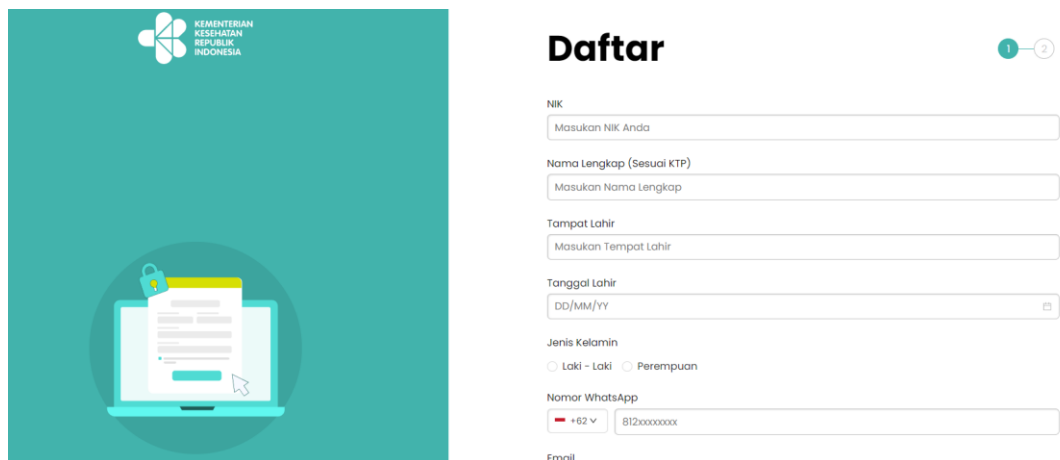 KEMENTERIAN
KESEHATAN
REPUBLIK
INDONESIA
Daftar
1
2
NIK
Masukan NIK Anda
Nama Lengkap (Sesuai KTP)
Masukan Nama Lengkap
Tampat Lahir
Masukan Tempat Lahir
Tanggal Lahir
DD/MM/YY
Jenis Kelamin
Laki - Laki Perempuan
Nomor WhatsApp
+62 812xxxxxxxx
Email